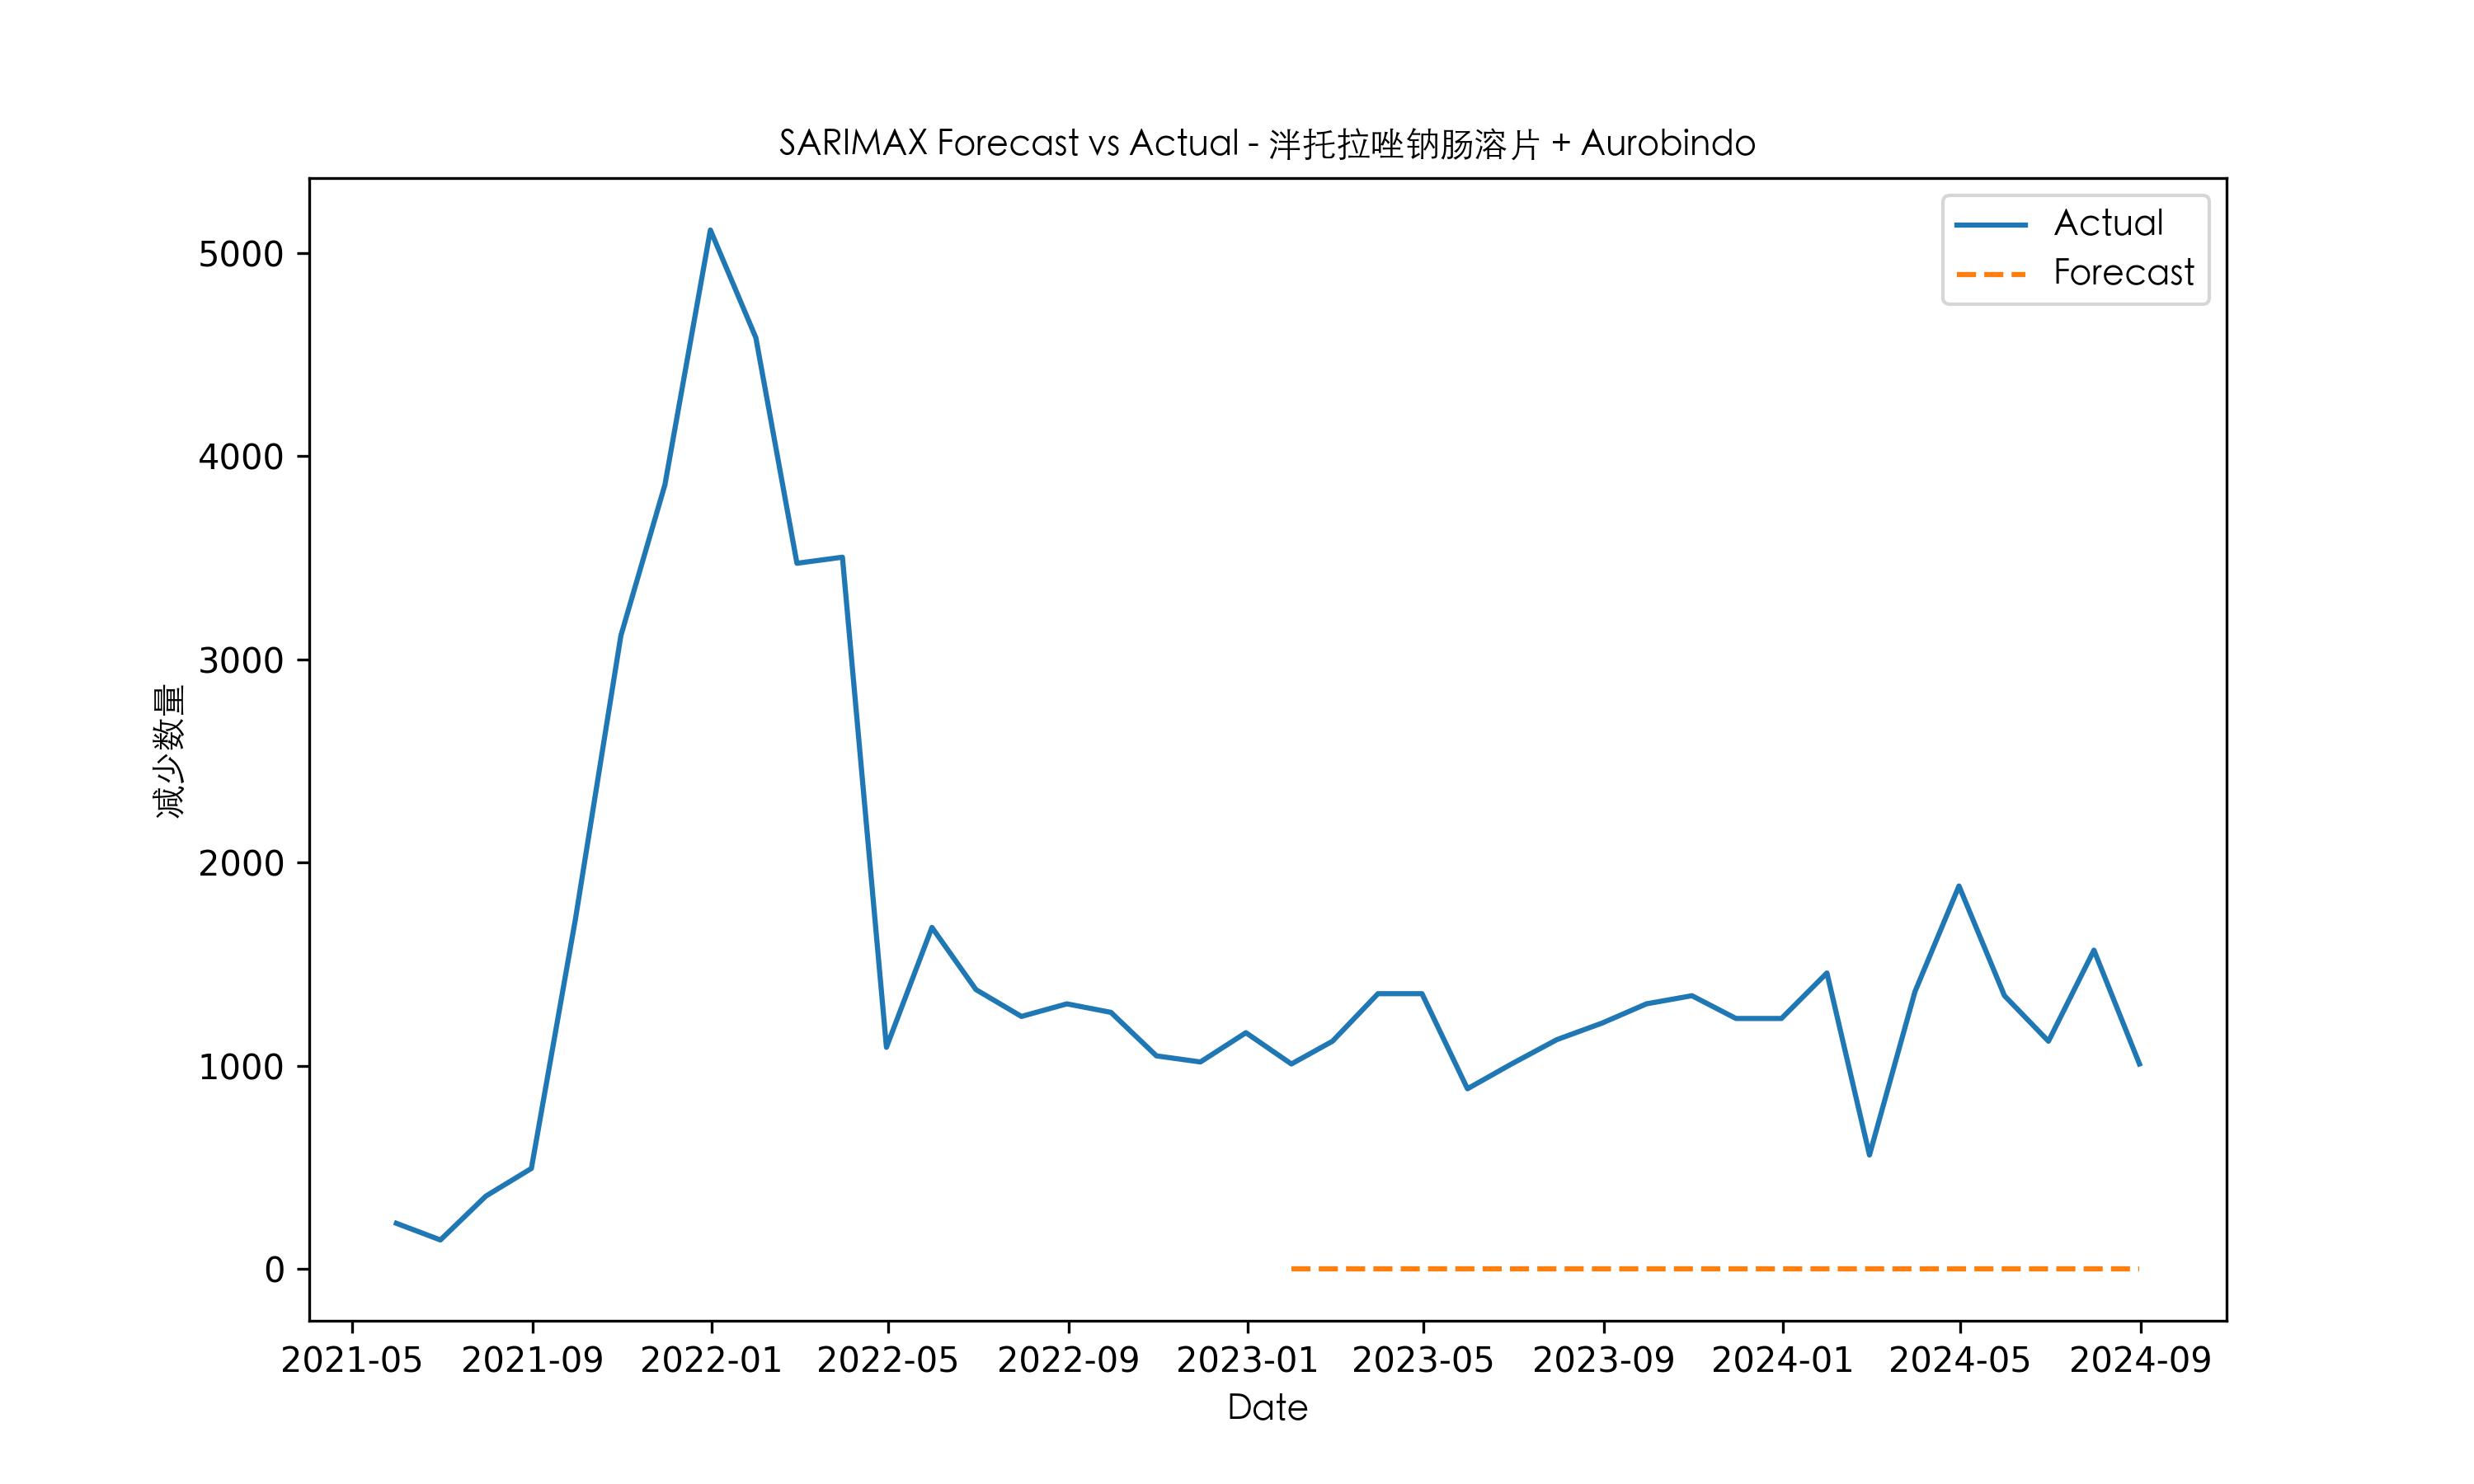 SARIMAX Forecast vs Actual - 泮托拉唑钠肠溶片 + Aurobindo
Actual
Forecast
减少数量
5000
4000
3000
2000
1000
0
2021-05 2021-09 2022-01 2022-05 2022-09 2023-01 2023-05 2023-09 2024-01 2024-05 2024-09
Date